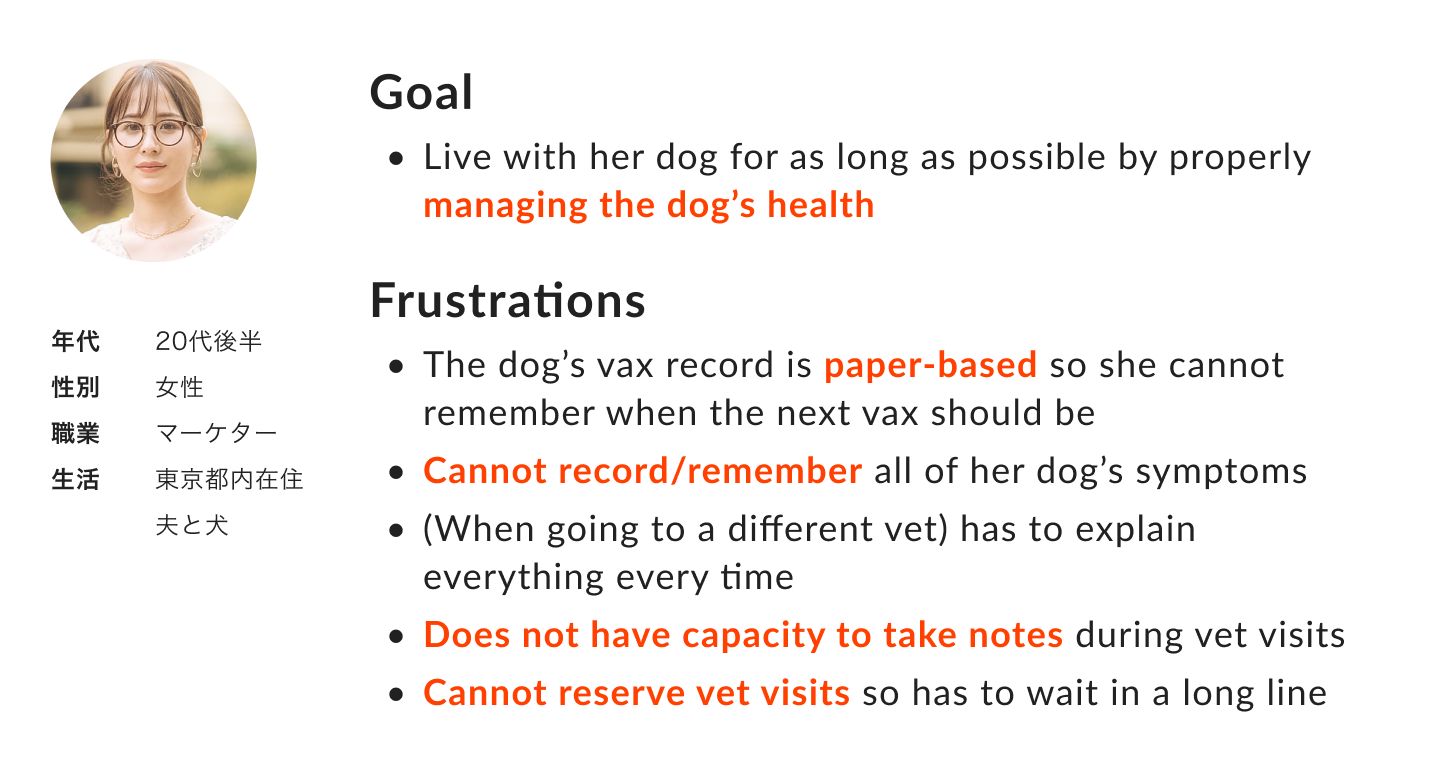 Goal
• Live with her dog for as long as possible by properly
managing the dog’s health
Frustrations
• The dog’s vax record is paper-based so she cannot
remember when the next vax should be
• Cannot record/remember all of her dog’s symptoms
• (When going to a different vet) has to explain
everything every time
• Does not have capacity to take notes during vet visits
• Cannot reserve vet visits so has to wait in a long line
年代 20代後半
性別 女性
職業 マーケター
生活 東京都内在住
夫と犬